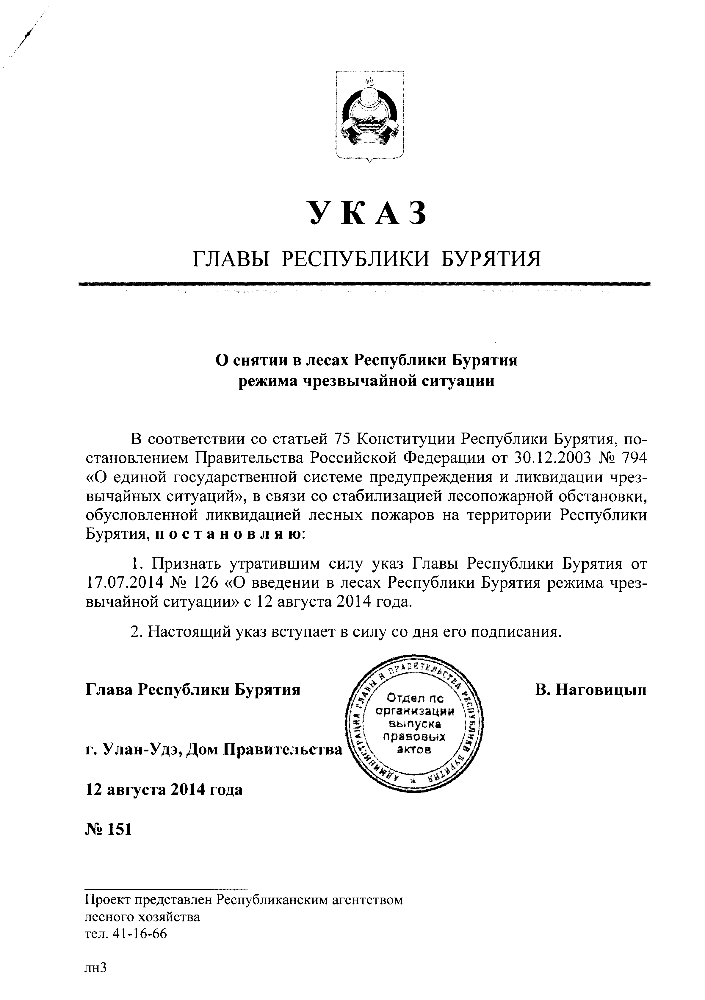 УКАЗ
ГЛАВЫ РЕСПУБЛИКИ БУРЯТИЯ
О снятии в лесах Республики Бурятия
режима чрезвычайной ситуации
В соответствии со статьей 75 Конституции Республики Бурятия, по-
становлением Правительства Российской Федерации от 30.12.2003 № 794
«О единой государственной системе предупреждения и ликвидации чрез-
вычайных ситуаций», в связи со стабилизацией лесопожарной обстановки,
обусловленной ликвидацией лесных пожаров на территории Республики
Бурятия, п о с т а н о в л я ю:
1. Признать утратившим силу указ Главы Республики Бурятия от
17.07.2014 № 126 «О введении в лесах Республики Бурятия режима чрез-
вычайной ситуации» с 12 августа 2014 года.
2. Настоящий указ вступает в силу со дня его подписания.
Глава Республики Бурятия
В. Наговицын
АДМИНИСТРАЦИЯ ГЛАВЫ И ПРАВИТЕЛЬСТВА РЕСПУБЛИКИ БУРЯТИЯ *
Отдел по
организации
выпуска
правовых
актов
г. Улан-Удэ, Дом Правительства
12 августа 2014 года
№ 151
Проект представлен Республиканским агентством
лесного хозяйства
тел. 41-16-66
лн3